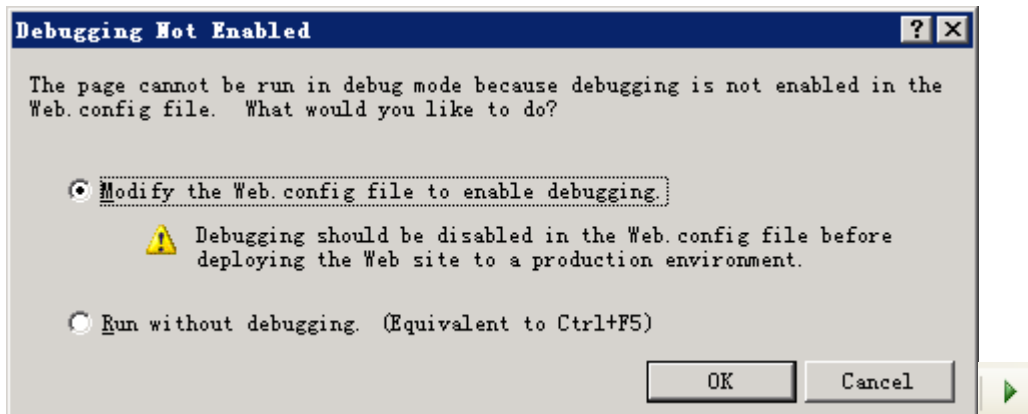 Debugging Not Enabled
The page cannot be run in debug mode because debugging is not enabled in the
Web.config file. What would you like to do?
Modify the Web.config file to enable debugging.
Debugging should be disabled in the Web.config file before
deploying the Web site to a production environment.
Run without debugging. (Equivalent to Ctrl+F5)
OK Cancel